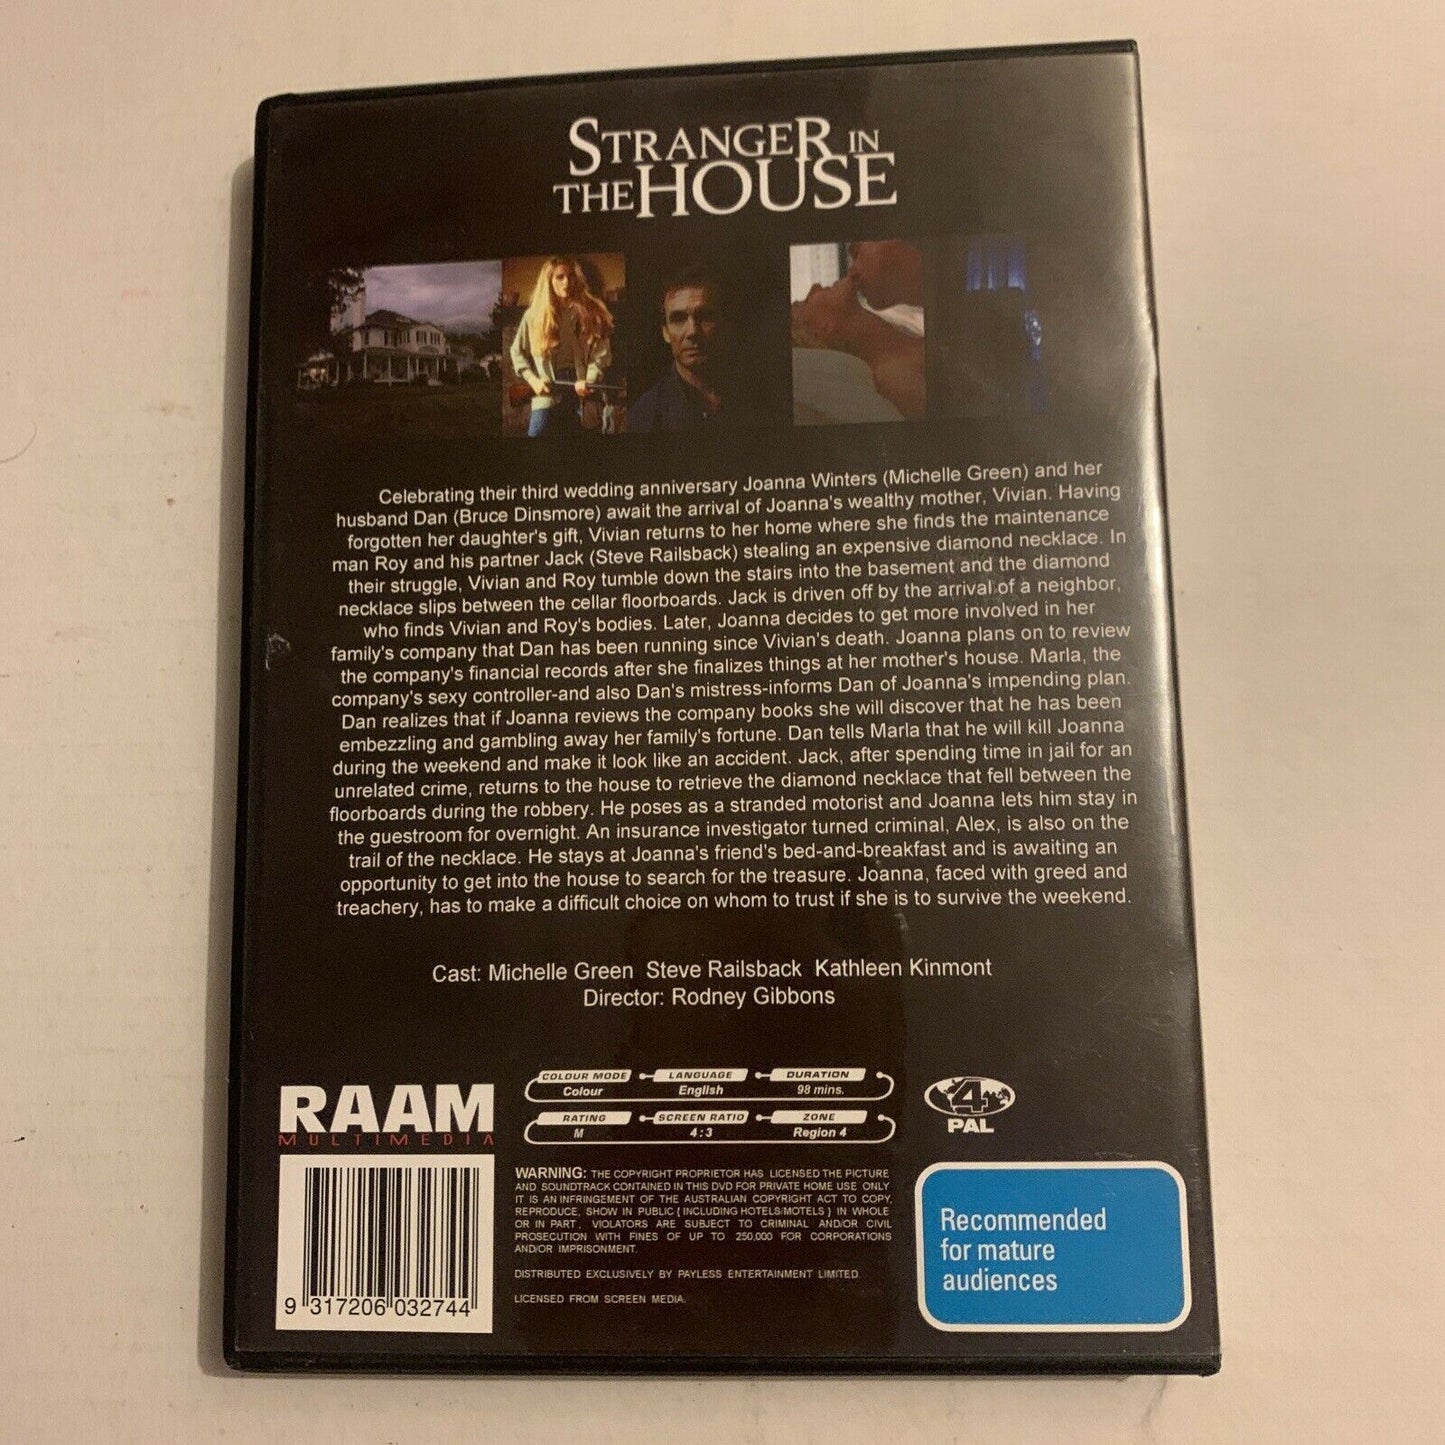 STRANGER IN
THE HOUSE
Celebrating their third wedding anniversary Joanna Winters (Michelle Green) and her
husband Dan (Bruce Dinsmore) await the arrival of Joanna's wealthy mother, Vivian. Having
forgotten her daughter's gift, Vivian returns to her home where she finds the maintenance
man Roy and his partner Jack (Steve Railsback) stealing an expensive diamond necklace. In
their struggle, Vivian and Roy tumble down the stairs into the basement and the diamond
necklace slips between the cellar floorboards. Jack is driven off by the arrival of a neighbor,
who finds Vivian and Roy's bodies. Later, Joanna decides to get more involved in her
family's company that Dan has been running since Vivian's death. Joanna plans on to review
the company's financial records after she finalizes things at her mother's house. Marla, the
company's sexy controller-and also Dan's mistress-informs Dan of Joanna's impending plan.
Dan realizes that if Joanna reviews the company books she will discover that he has been
embezzling and gambling away her family's fortune. Dan tells Marla that he will kill Joanna
during the weekend and make it look like an accident. Jack, after spending time in jail for an
unrelated crime, returns to the house to retrieve the diamond necklace that fell between the
floorboards during the robbery. He poses as a stranded motorist and Joanna lets him stay in
the guestroom for overnight. An insurance investigator turned criminal, Alex, is also on the
trail of the necklace. He stays at Joanna's friend's bed-and-breakfast and is awaiting an
opportunity to get into the house to search for the treasure. Joanna, faced with greed and
treachery, has to make a difficult choice on whom to trust if she is to survive the weekend.
Cast: Michelle Green Steve Railsback Kathleen Kinmont
Director: Rodney Gibbons
RAAM
MULTIMEDIA
COLOUR MODE LANGUAGE DURATION
Colour English 98 mins.
RATING SCREEN RATIO ZONE
M 4:3 Region 4
4
PAL
WARNING: THE COPYRIGHT PROPRIETOR HAS LICENSED THE PICTURE
AND SOUNDTRACK CONTAINED IN THIS DVD FOR PRIVATE HOME USE ONLY
IT IS AN INFRINGEMENT OF THE AUSTRALIAN COPYRIGHT ACT TO COPY,
REPRODUCE, SHOW IN PUBLIC ( INCLUDING HOTELS/MOTELS ) IN WHOLE
OR IN PART, VIOLATORS ARE SUBJECT TO CRIMINAL AND/OR CIVIL
PROSECUTION WITH FINES OF UP TO 250,000 FOR CORPORATIONS
AND/OR IMPRISONMENT.
DISTRIBUTED EXCLUSIVELY BY PAYLESS ENTERTAINMENT LIMITED
LICENSED FROM SCREEN MEDIA.
9 317206 032744
Recommended
for mature
audiences